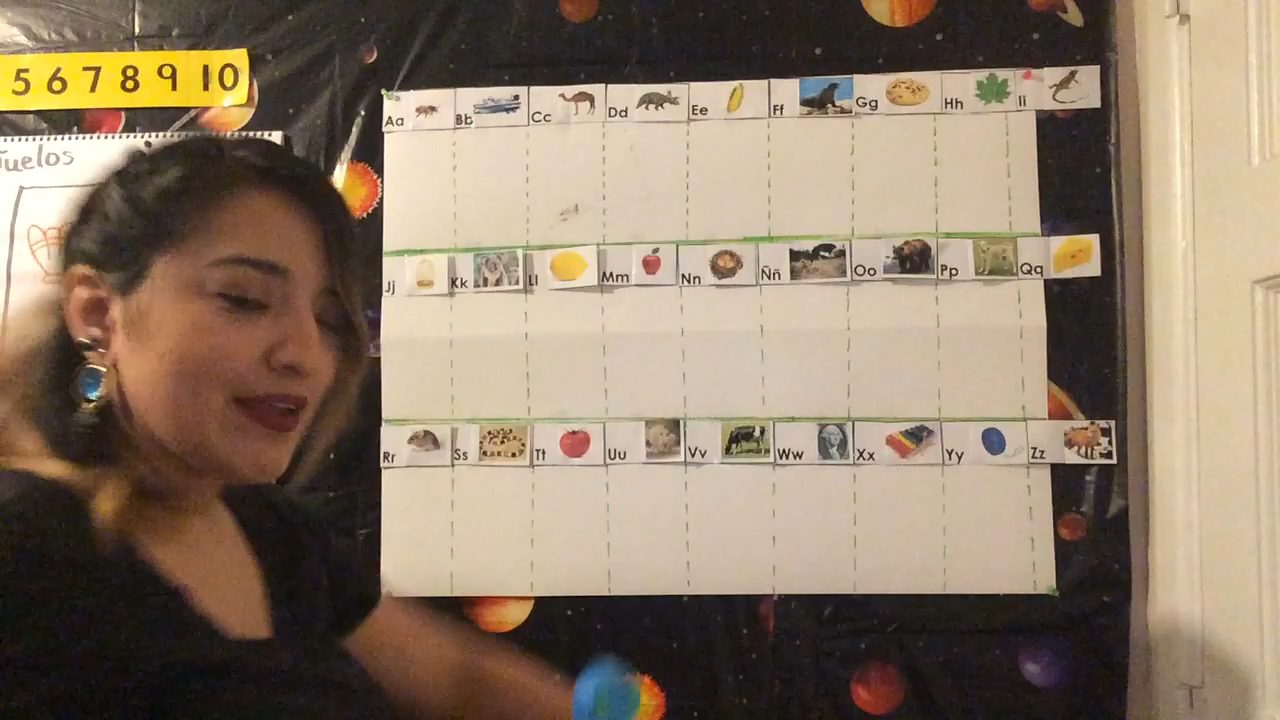 5 6 7 8 9 10
Aa Bb Cc Dd Ee Ff Gg Hh Ii
Jj Kk Ll Mm Nn Ññ Oo Pp Qq
Rr Ss Tt Uu Vv Ww Xx Yy Zz